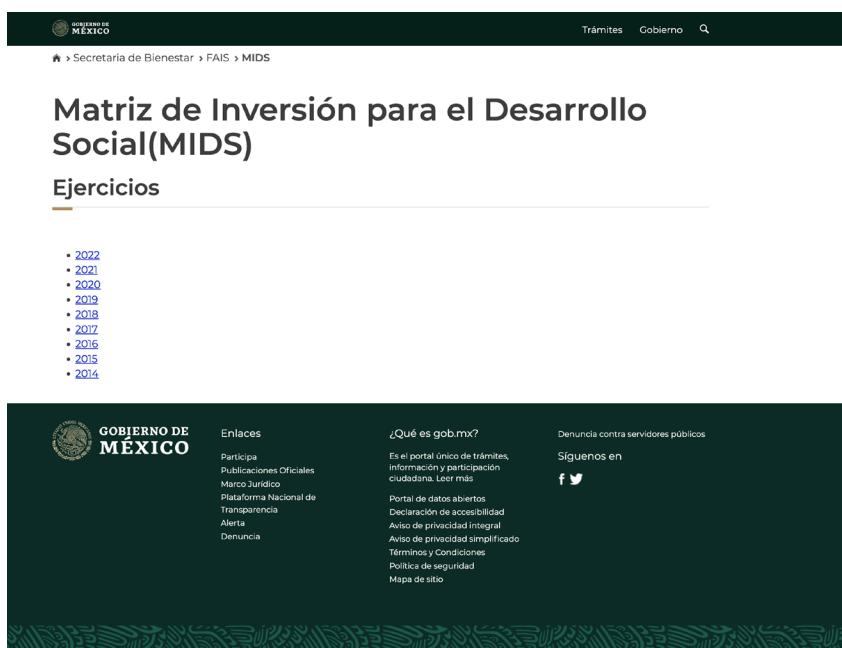 GOBIERNO DE
MÉXICO
Trámites Gobierno
> Secretaria de Bienestar > FAIS > MIDS
Matriz de Inversión para el Desarrollo
Social(MIDS)
Ejercicios
• 2022
• 2021
• 2020
• 2019
• 2018
• 2017
• 2016
• 2015
• 2014
GOBIERNO DE
MÉXICO
Enlaces
Participa
Publicaciones Oficiales
Marco Jurídico
Plataforma Nacional de
Transparencia
Alerta
Denuncia
¿Qué es gob.mx?
Es el portal único de trámites,
información y participación
ciudadana. Leer más
Portal de datos abiertos
Declaración de accesibilidad
Aviso de privacidad integral
Aviso de privacidad simplificado
Términos y Condiciones
Política de seguridad
Mapa de sitio
Denuncia contra servidores públicos
Síguenos en